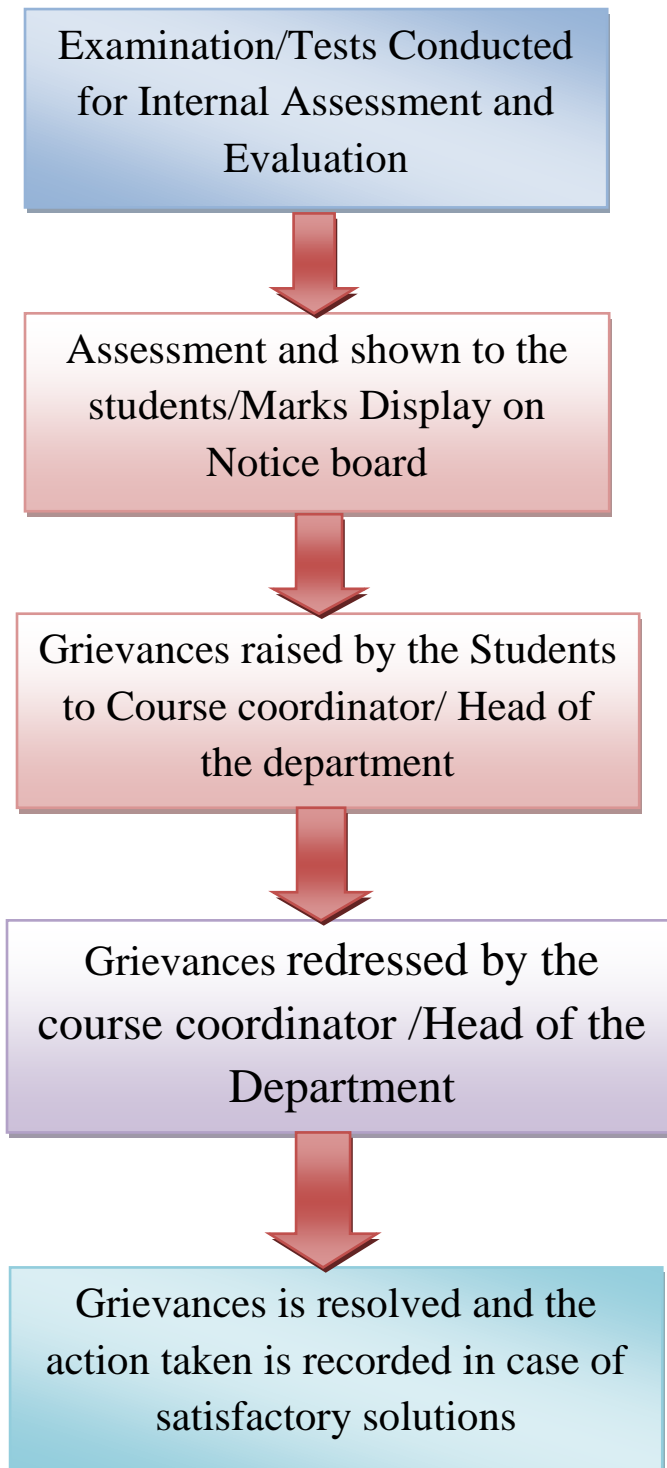 Examination/Tests Conducted
for Internal Assessment and
Evaluation
Assessment and shown to the
students/Marks Display on
Notice board
Grievances raised by the Students
to Course coordinator/ Head of
the department
Grievances redressed by the
course coordinator /Head of the
Department
Grievances is resolved and the
action taken is recorded in case of
satisfactory solutions